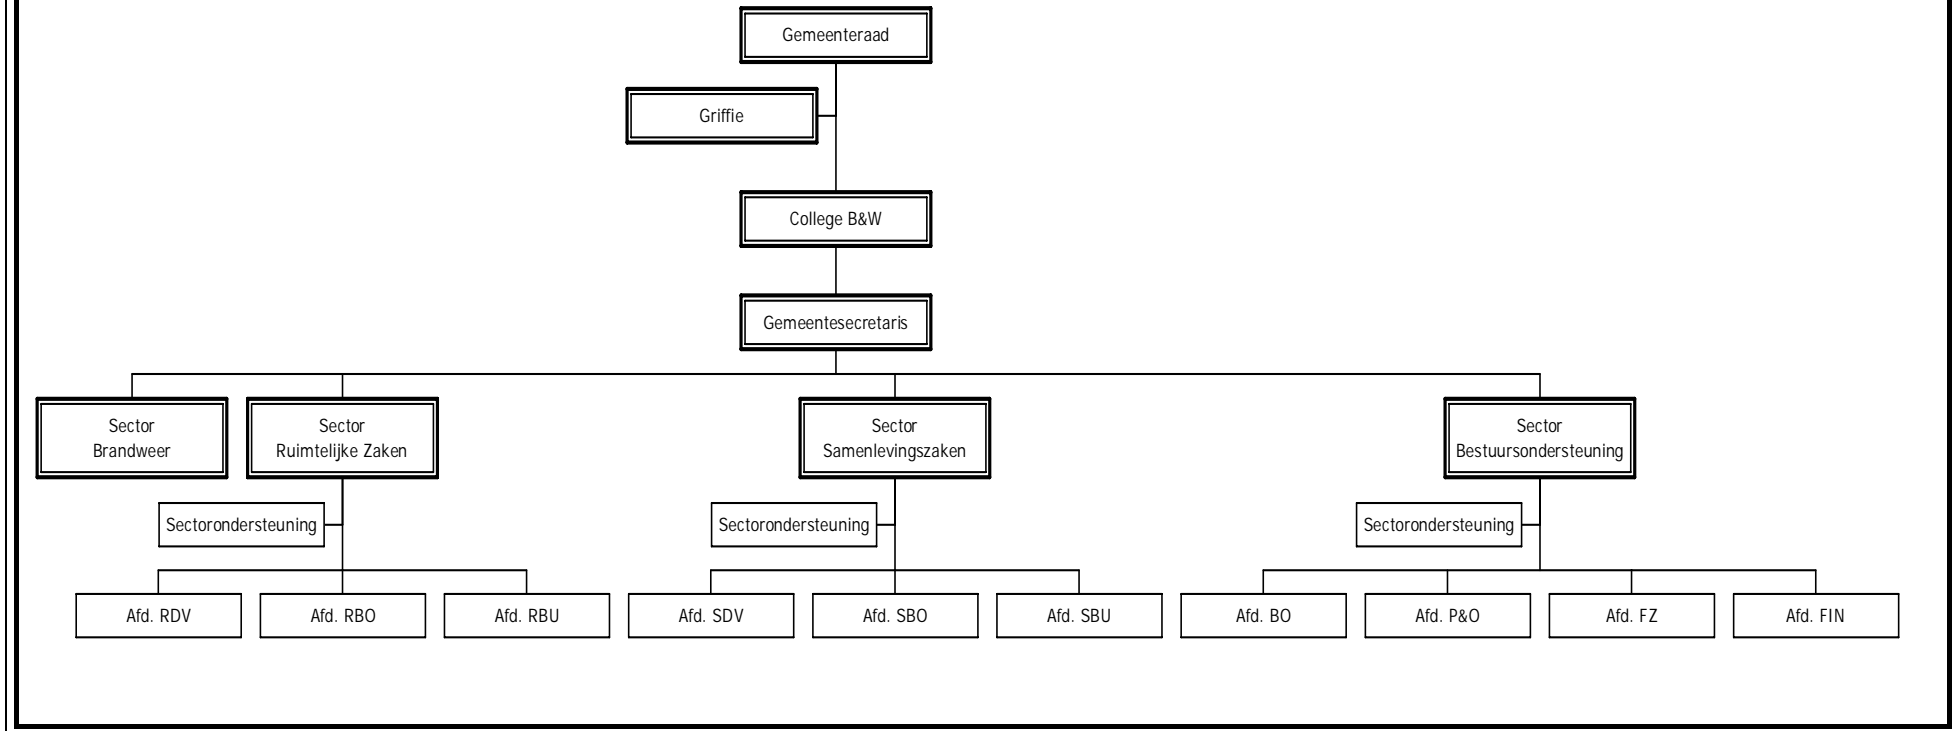 Gemeenteraad
Griffie
College B&W
Gemeentesecretaris
Sector
Brandweer
Sector
Ruimtelijke Zaken
Sector
Samenlevingszaken
Sector
Bestuursondersteuning
Sectorondersteuning
Sectorondersteuning
Sectorondersteuning
Afd. RDV
Afd. RBO
Afd. RBU
Afd. SDV
Afd. SBO
Afd. SBU
Afd. BO
Afd. P&O
Afd. FZ
Afd. FIN